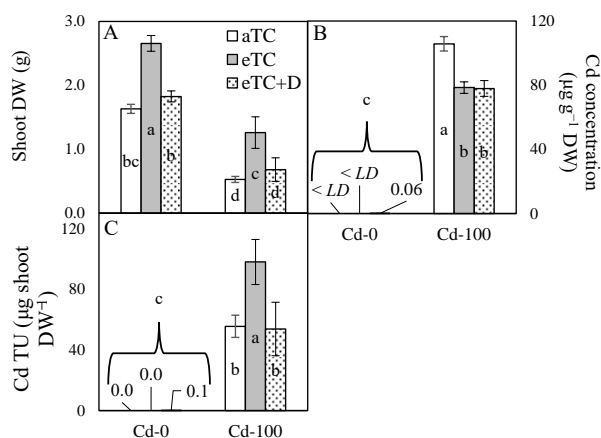 A
3.0
2.0
1.0
0.0
Shoot DW (g)
aTC
eTC
eTC+D
bc
a
b
d
c
d
B
120
80
40
0
Cd concentration
(µg g⁻¹ DW)
c
< LD
< LD
0.06
a
b
b
Cd-0
Cd-100
C
120
80
40
0
Cd TU (µg shoot
DW⁻¹)
c
0.0
0.0
0.1
b
a
b
Cd-0
Cd-100